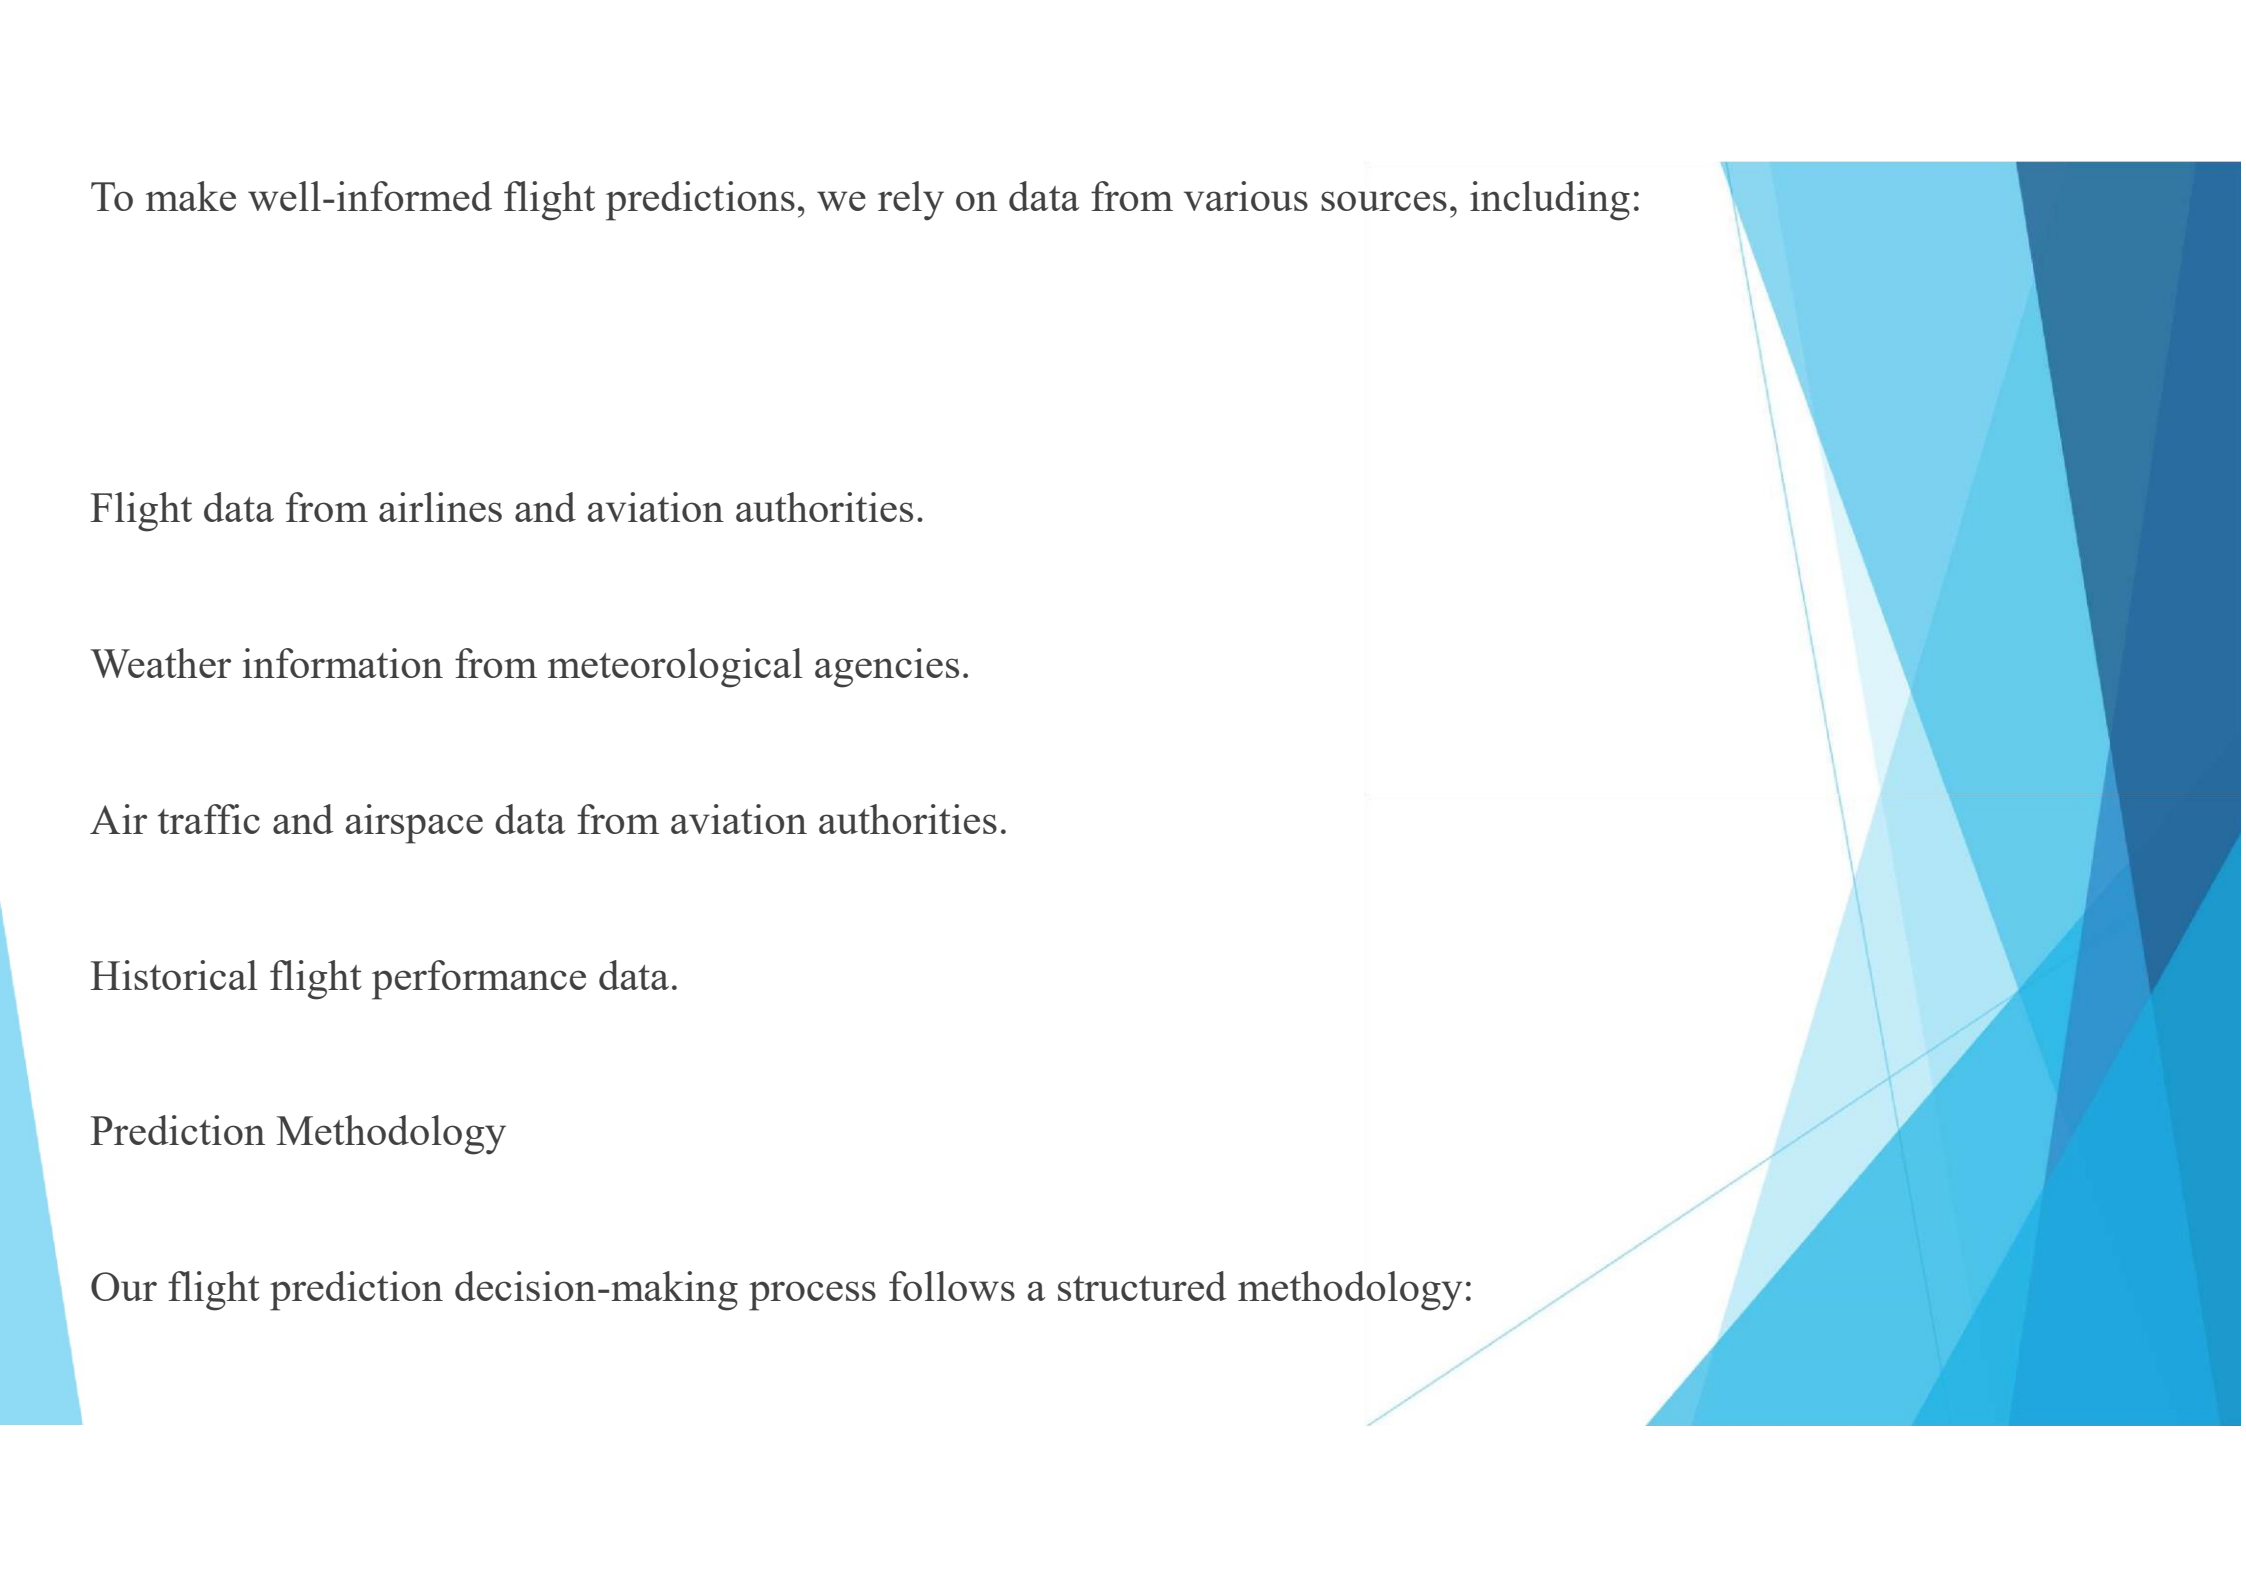 To make well-informed flight predictions, we rely on data from various sources, including:
Flight data from airlines and aviation authorities.
Weather information from meteorological agencies.
Air traffic and airspace data from aviation authorities.
Historical flight performance data.
Prediction Methodology
Our flight prediction decision-making process follows a structured methodology: